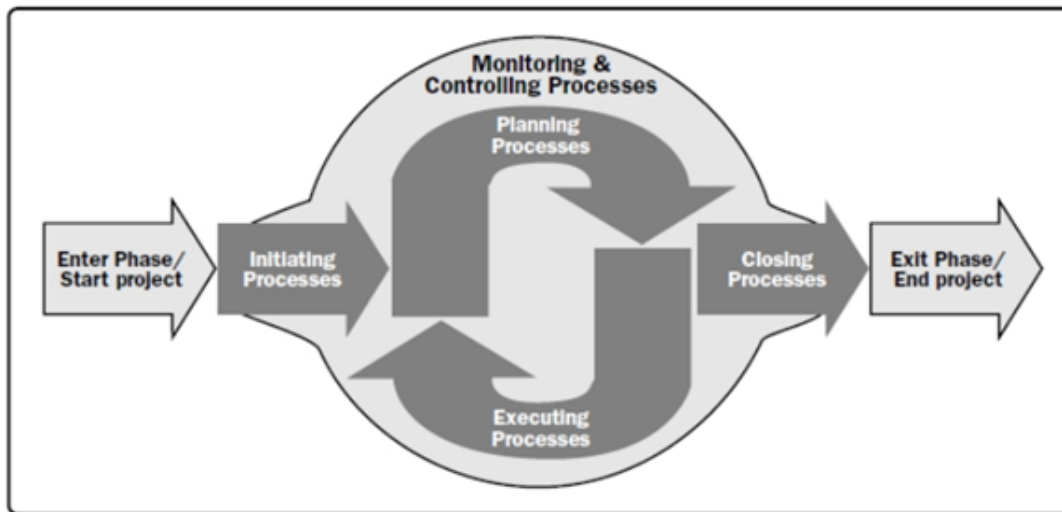 Monitoring &
Controlling Processes
Planning
Processes
Enter Phase/
Start project
Initiating
Processes
Closing
Processes
Exit Phase/
End project
Executing
Processes